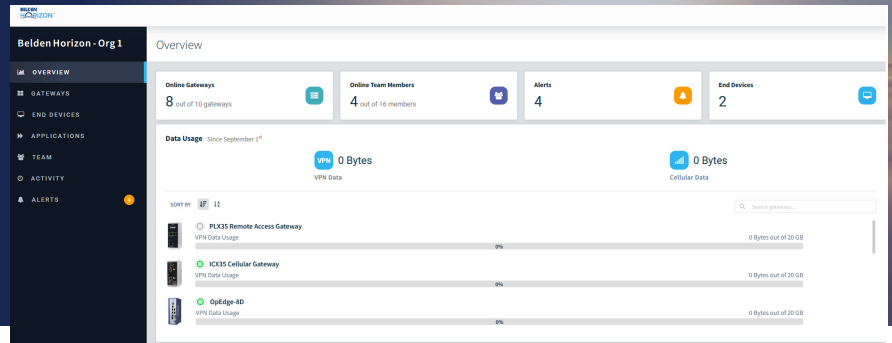 BELDEN
HORIZON
Belden Horizon - Org 1
Overview
OVERVIEW
GATEWAYS
END DEVICES
APPLICATIONS
TEAM
ACTIVITY
ALERTS
4
Online Gateways
8 out of 10 gateways
Online Team Members
4 out of 16 members
Alerts
4
End Devices
2
Data Usage Since September 1st
VPN 0 Bytes
VPN Data
0 Bytes
Cellular Data
SORT BY
Search gateways...
PLX35 Remote Access Gateway
VPN Data Usage
0 Bytes out of 20 GB
0%
ICX35 Cellular Gateway
VPN Data Usage
0 Bytes out of 20 GB
0%
OpEdge-8D
VPN Data Usage
0 Bytes out of 20 GB
0%